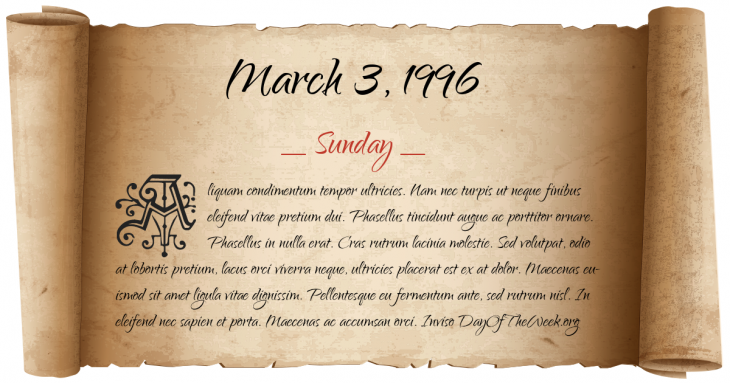 March 3, 1996
_ Sunday _
Aliquam condimentum tempor ultricies. Nam nec turpis ut neque finibus
eleifend vitae pretium dui. Phasellus tincidunt augue ac porttitor ornare.
Phasellus in nulla erat. Cras rutrum lacinia molestie. Sed volutpat, odio
at lobortis pretium, lacus orci viverra neque, ultricies placerat est ex at dolor. Maecenas eu-
ismod sit amet ligula vitae dignissim. Pellentesque eu fermentum ante, sed rutrum nisl. In
eleifend nec sapien et porta. Maecenas ac accumsan orci. Inviso DayOfTheWeek.org